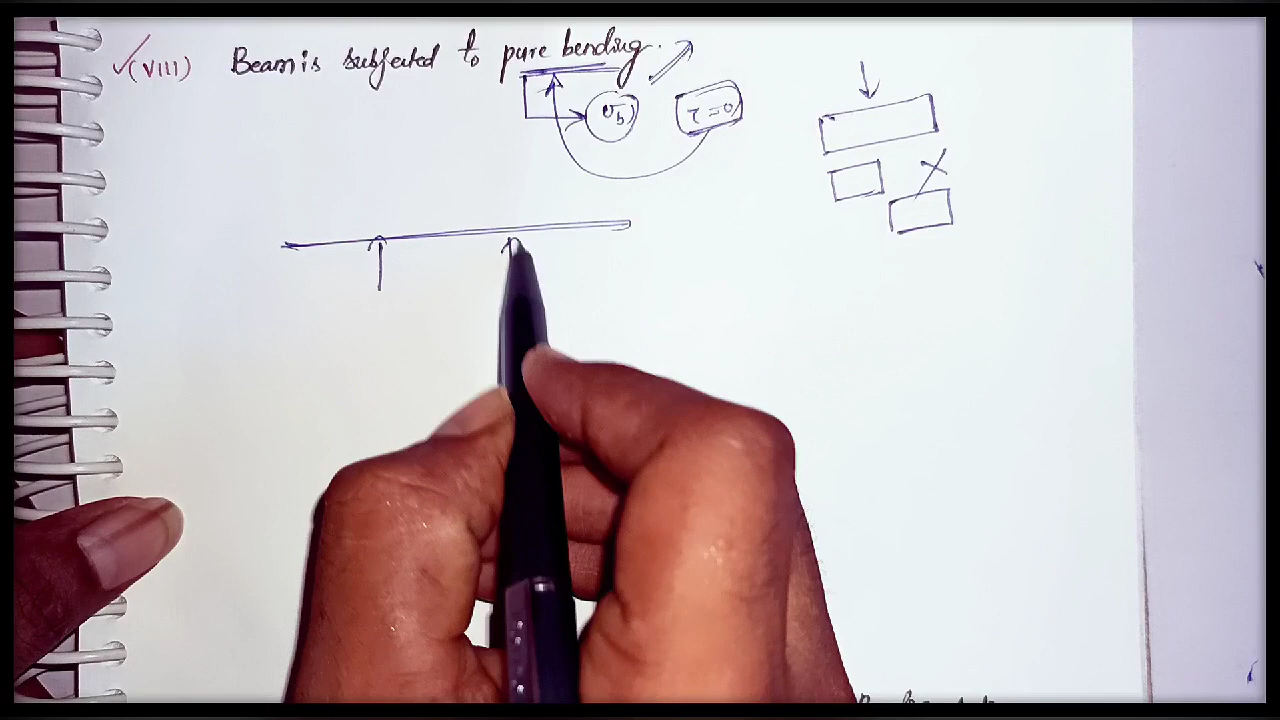 (VIII) Beam is subjected to pure bending.
σb τ=0